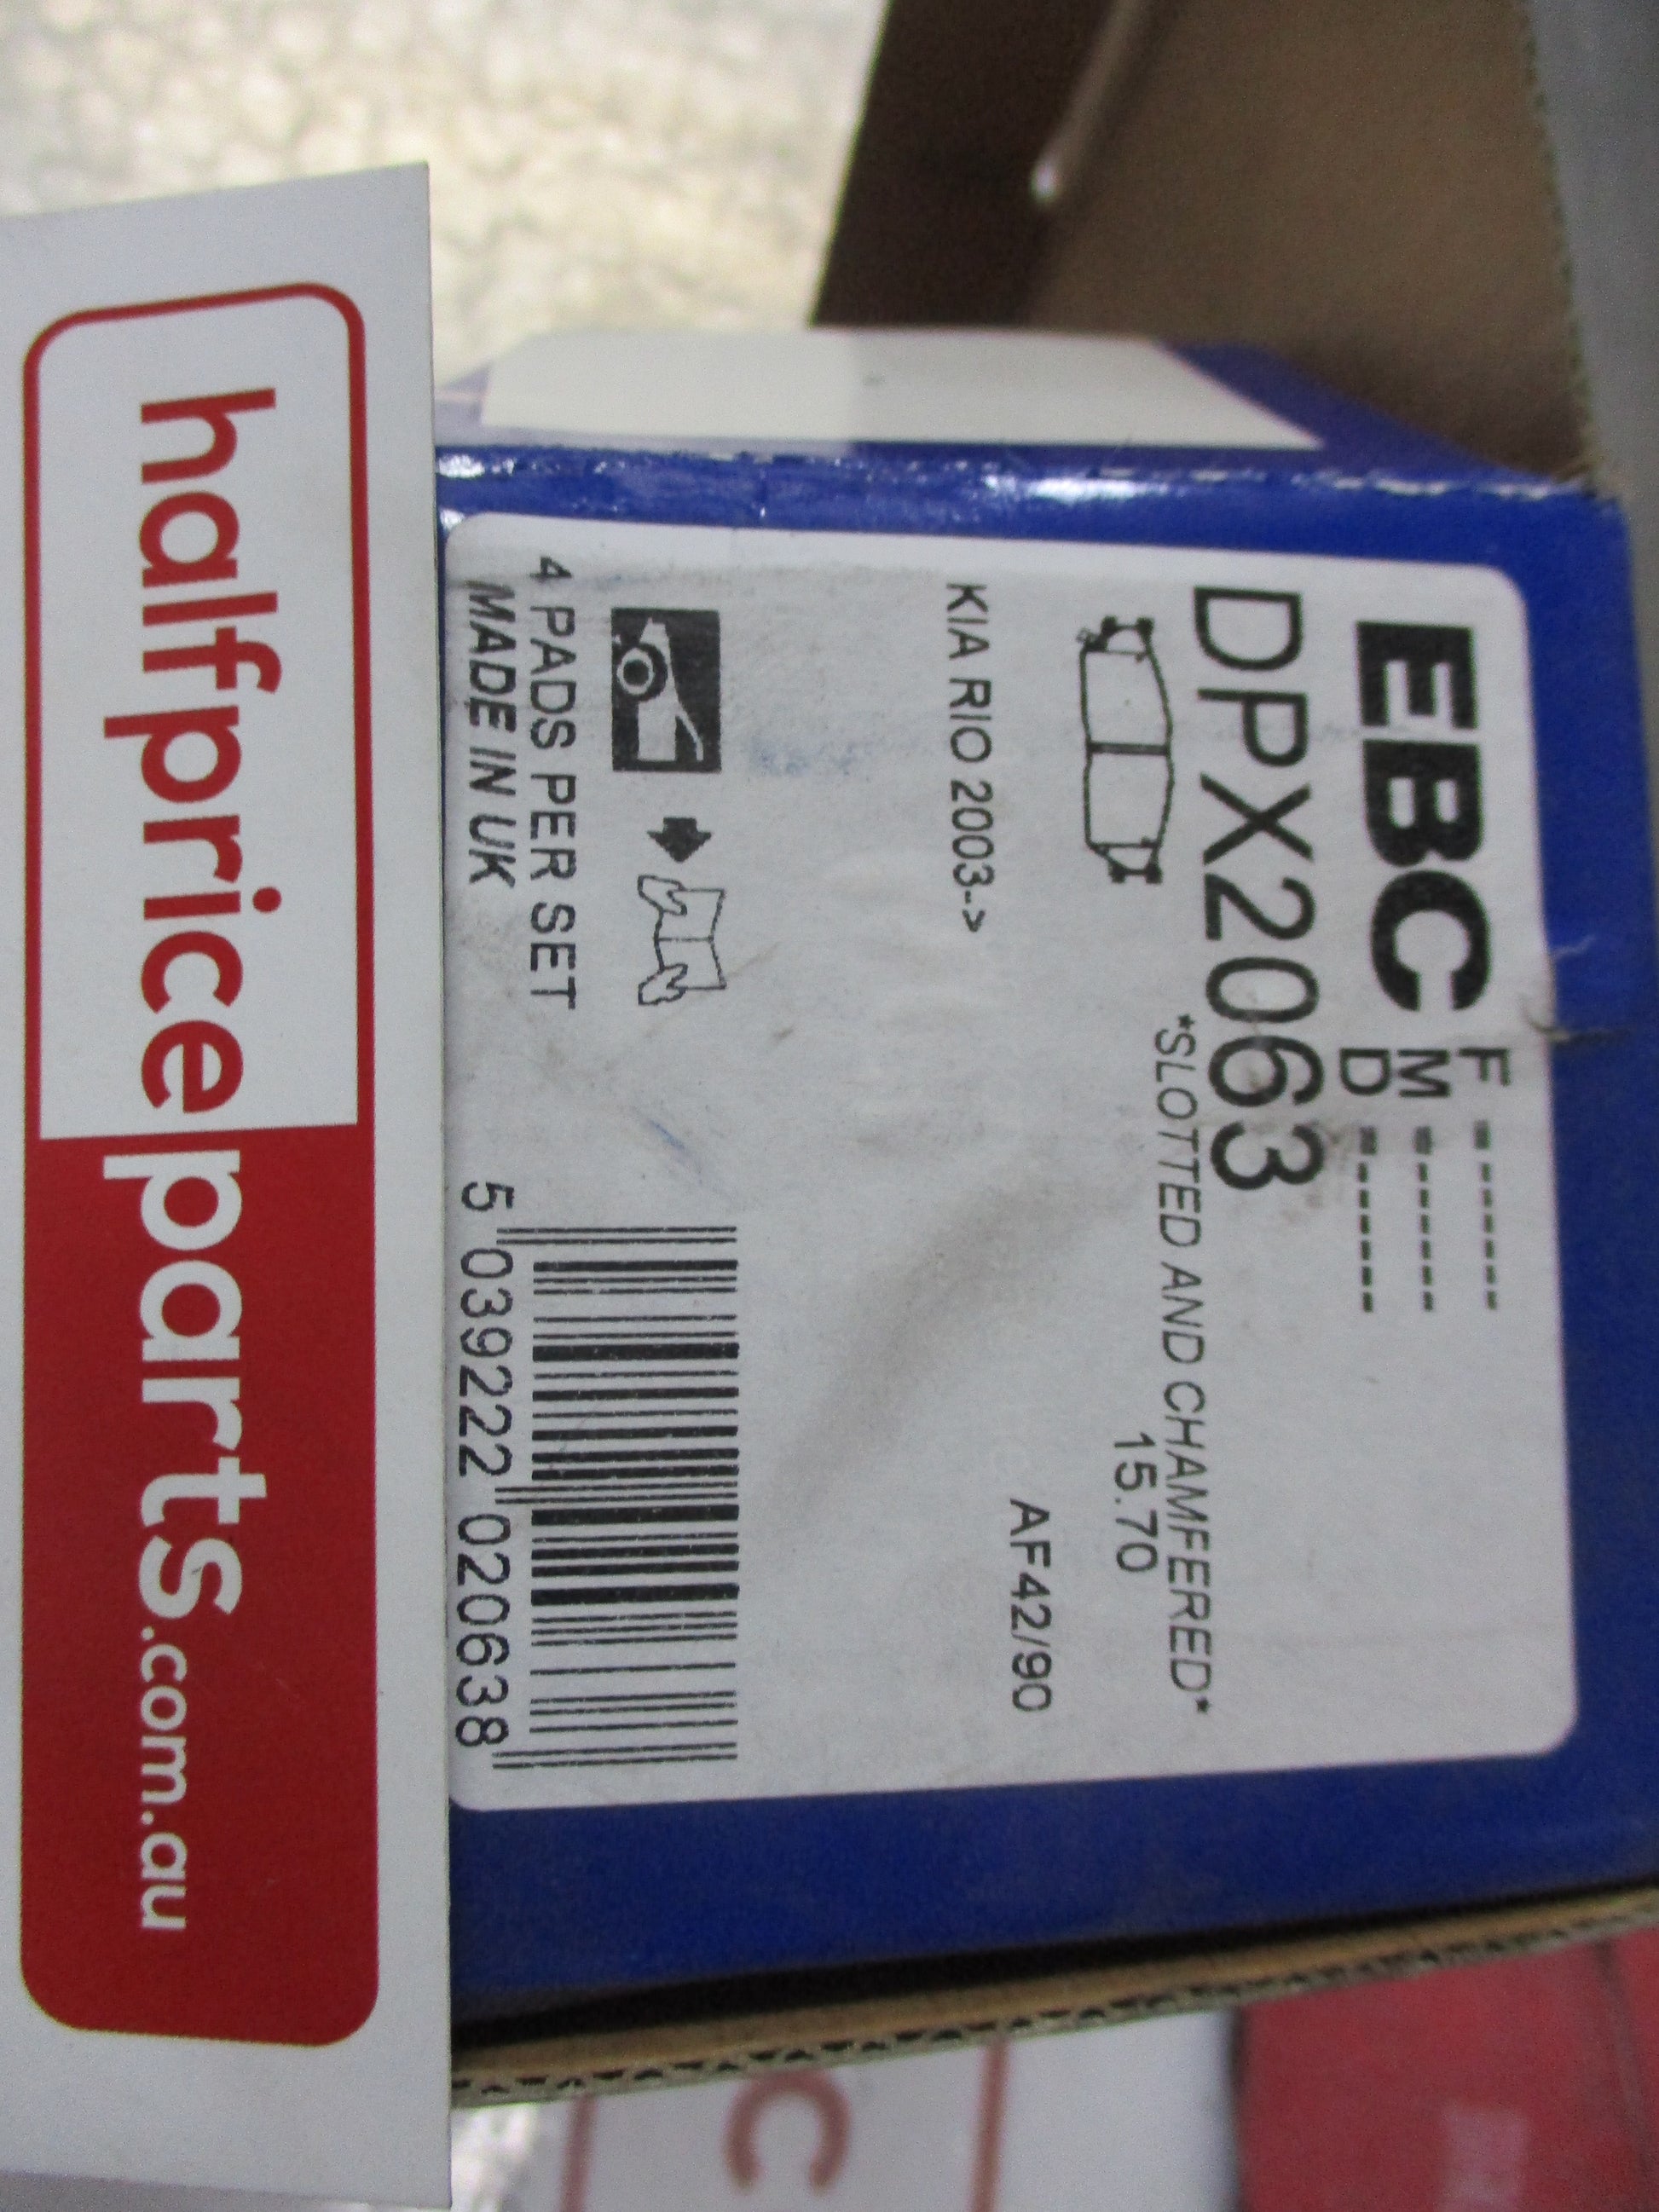 EBC
F -------
M -------
D -------
DPX2063
*SLOTTED AND CHAMFERED*
15.70
AF42/90
KIA RIO 2003->
4 PADS PER SET
MADE IN UK
5 039222 020638
halfpriceparts.com.au